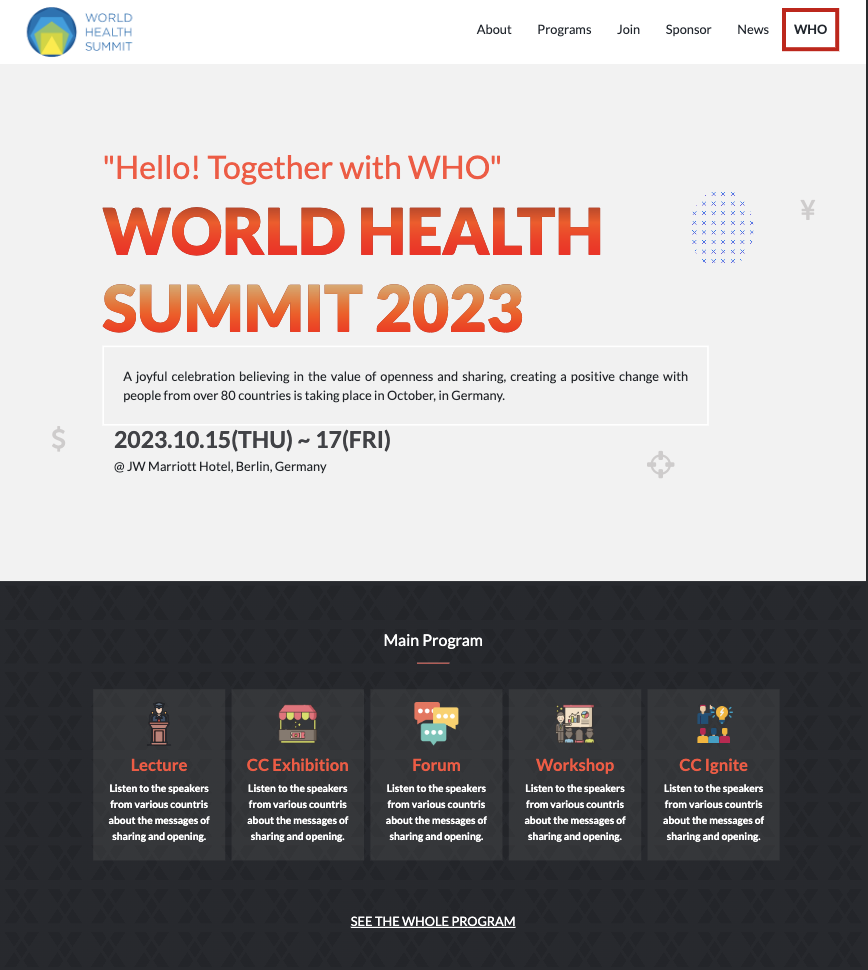 WORLD
HEALTH
SUMMIT
About Programs Join Sponsor News WHO
"Hello! Together with WHO"
WORLD HEALTH
SUMMIT 2023
A joyful celebration believing in the value of openness and sharing, creating a positive change with
people from over 80 countries is taking place in October, in Germany.
2023.10.15(THU) ~ 17(FRI)
@ JW Marriott Hotel, Berlin, Germany
¥
$
Main Program
Lecture
Listen to the speakers
from various countris
about the messages of
sharing and opening.
CC Exhibition
Listen to the speakers
from various countris
about the messages of
sharing and opening.
Forum
Listen to the speakers
from various countris
about the messages of
sharing and opening.
Workshop
Listen to the speakers
from various countris
about the messages of
sharing and opening.
CC Ignite
Listen to the speakers
from various countris
about the messages of
sharing and opening.
SEE THE WHOLE PROGRAM